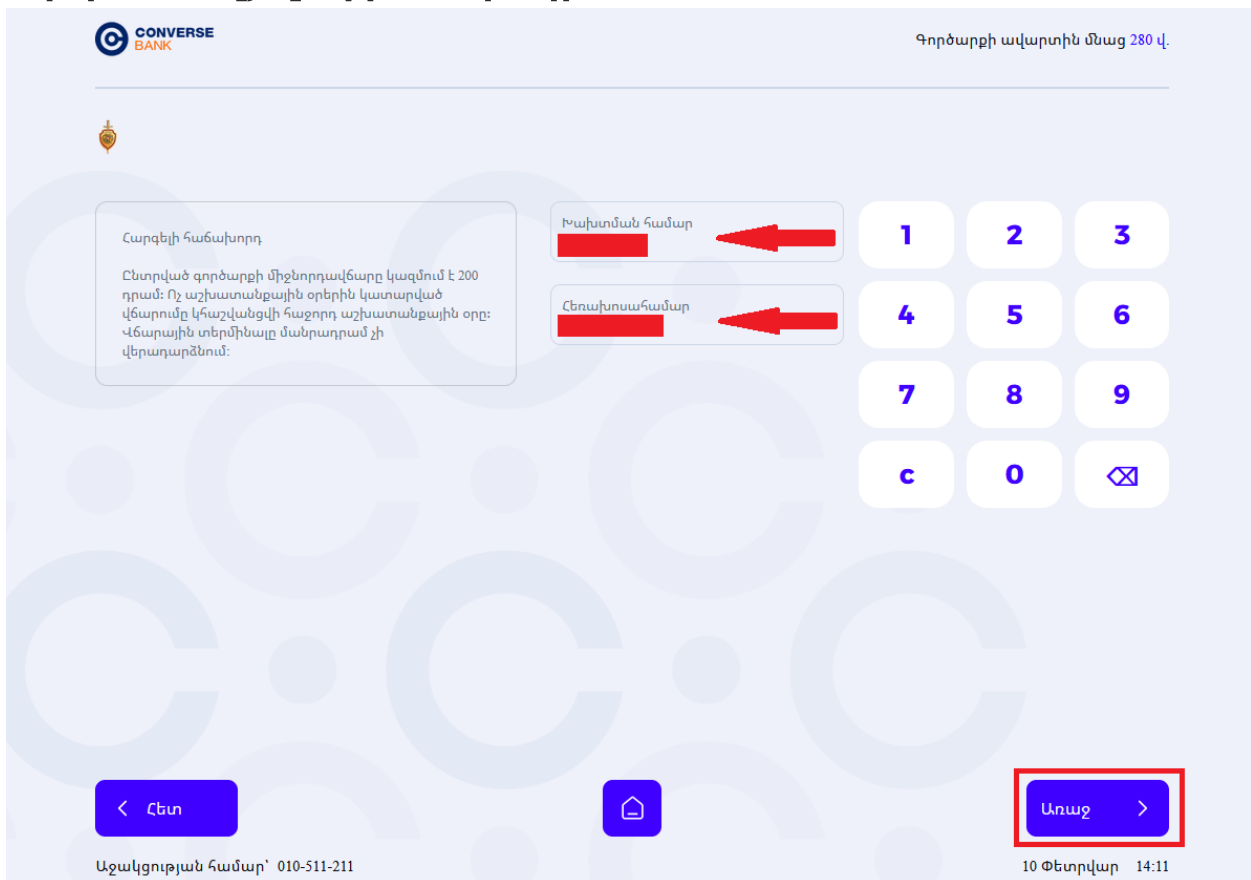 CONVERSE
BANK
Գործարքի ավարտին մնաց 280 վ.
Հարգելի հաճախորդ
Ընտրված գործարքի միջնորդավճարը կազմում է 200
դրամ: Ոչ աշխատանքային օրերին կատարված
վճարումը կհաշվանցվի հաջորդ աշխատանքային օրը:
Վճարային տերմինալը մանրադրամ չի
վերադարձնում:
Խախտման համար
Հեռախոսահամար
1 2 3
4 5 6
7 8 9
c 0
Հետ
Առաջ
Աջակցության համար՝ 010-511-211
10 Փետրվար 14:11